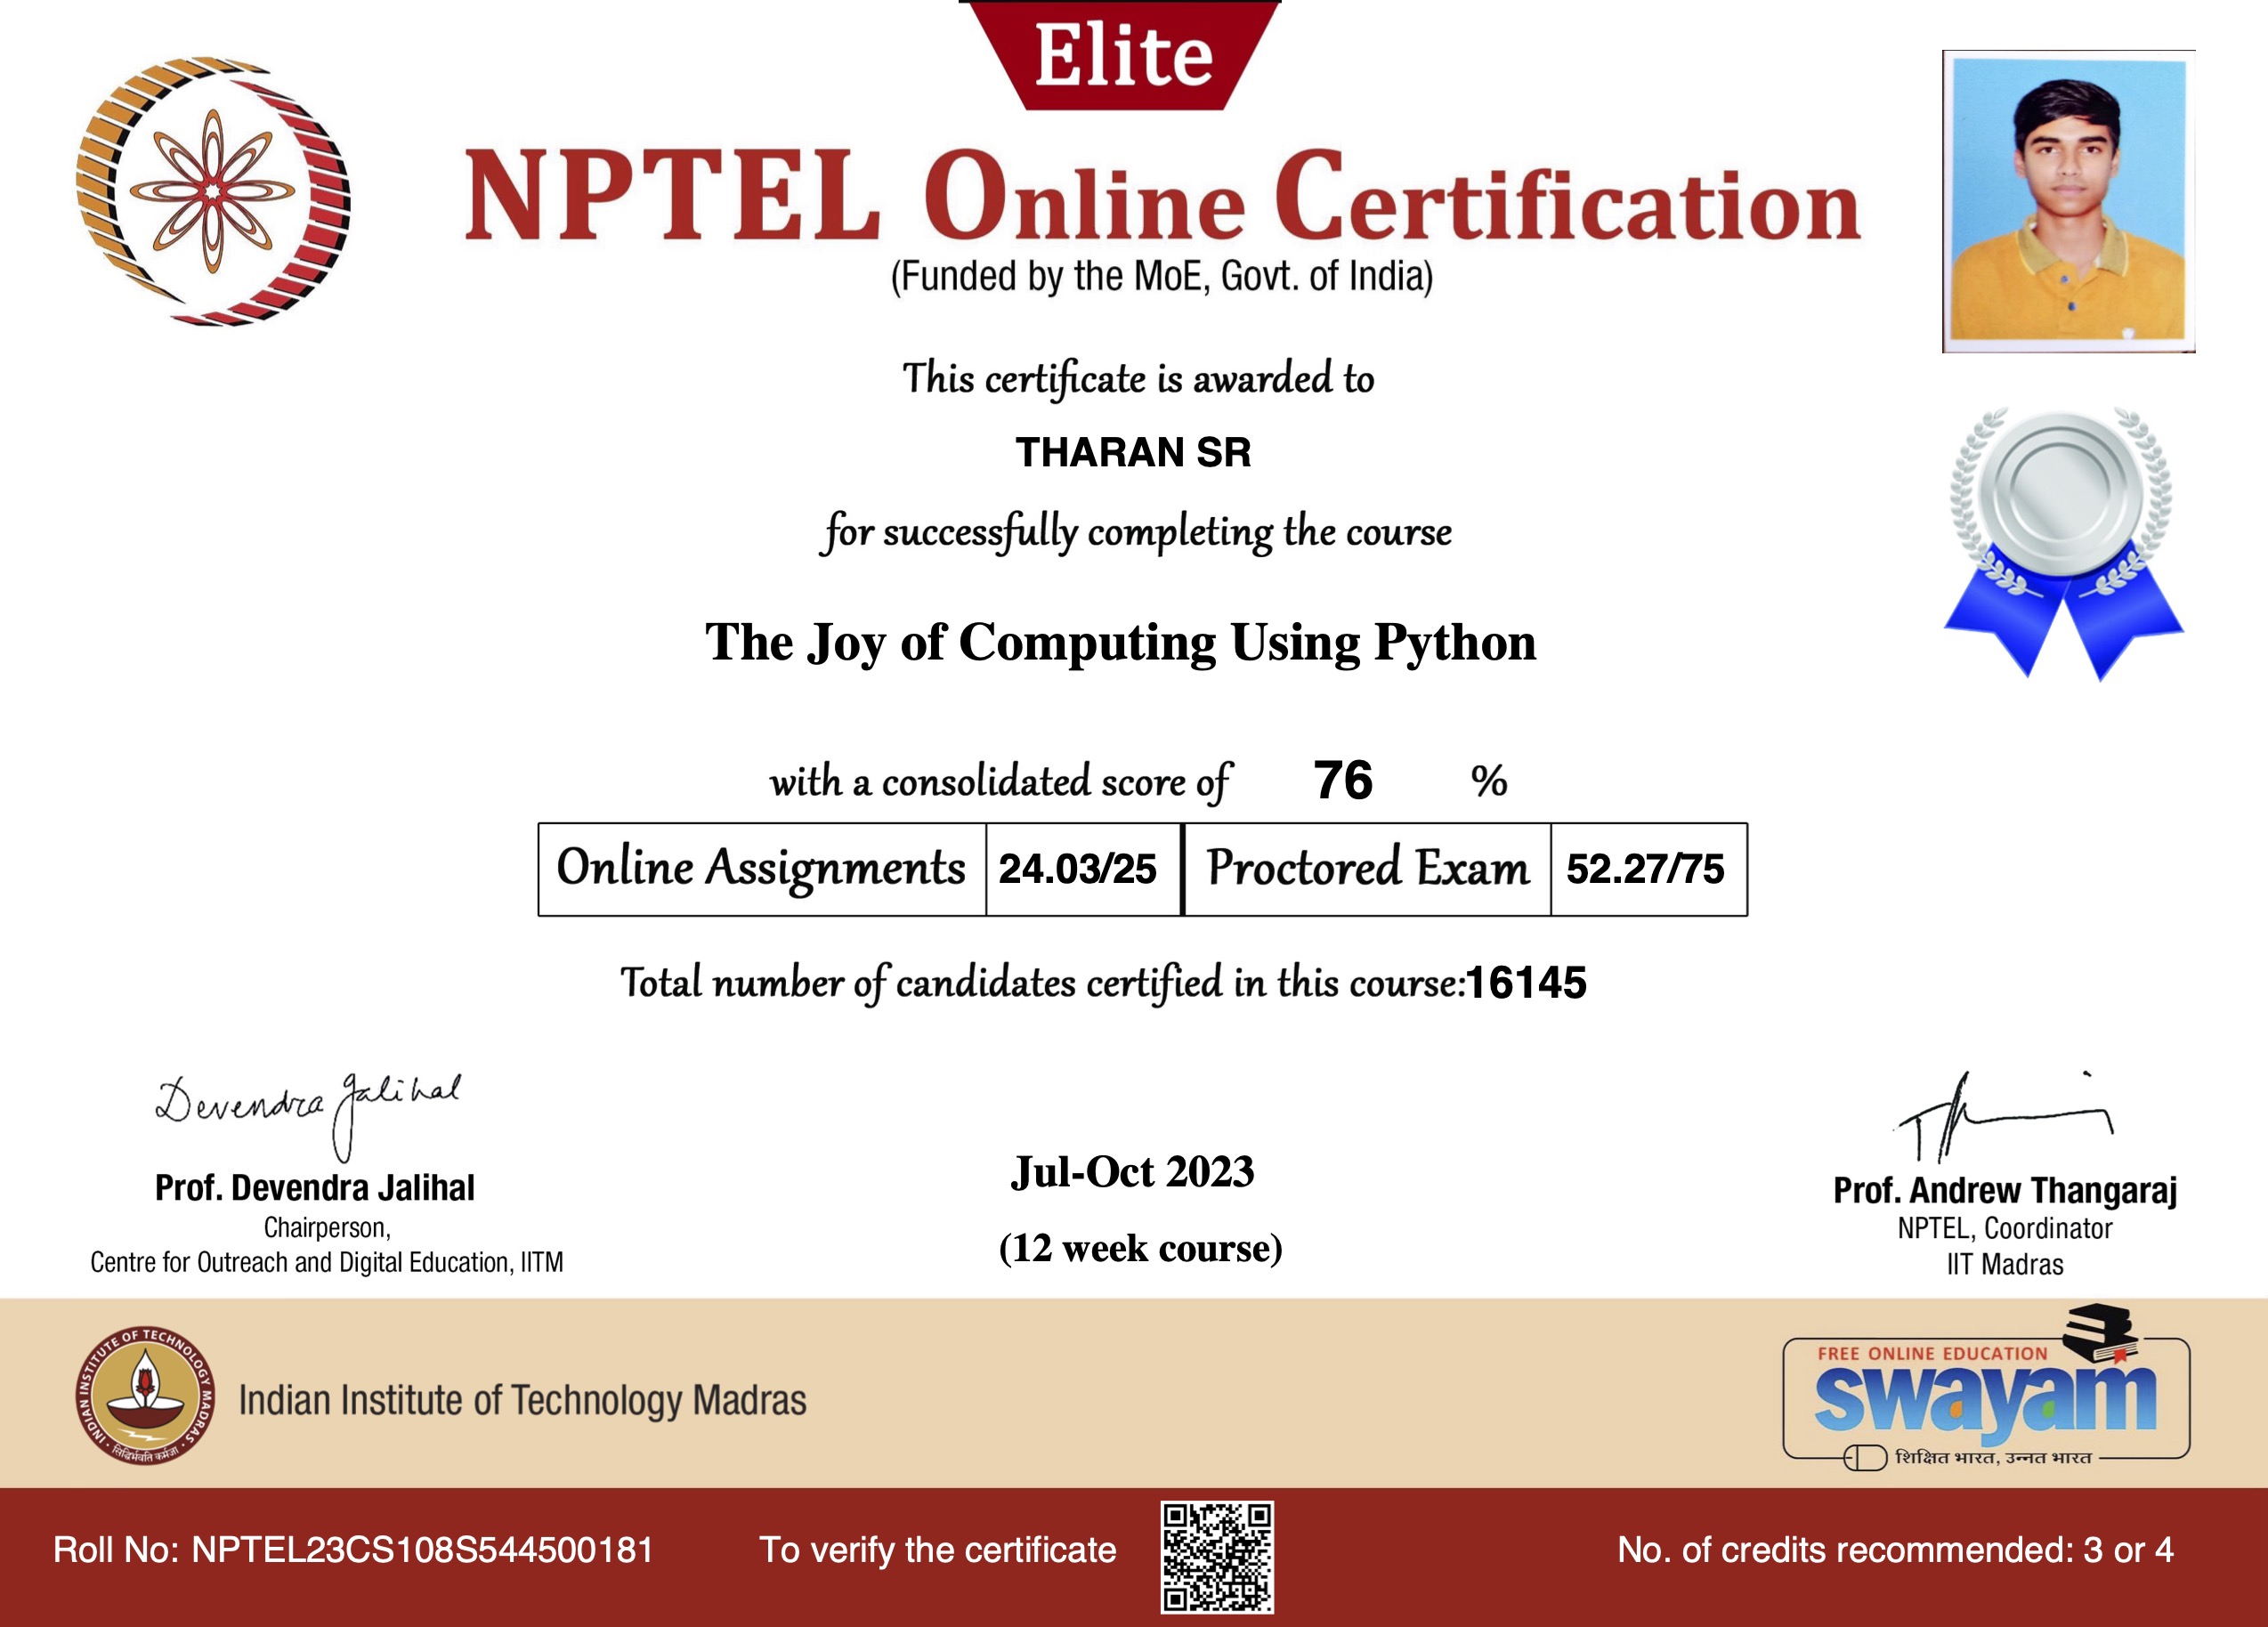 Elite
NPTEL Online Certification
(Funded by the MoE, Govt. of India)
This certificate is awarded to
THARAN SR
for successfully completing the course
The Joy of Computing Using Python
with a consolidated score of 76 %
Online Assignments 24.03/25 Proctored Exam 52.27/75
Total number of candidates certified in this course:16145
Devendra Jalihal
Prof. Devendra Jalihal
Chairperson,
Centre for Outreach and Digital Education, IITM
Jul-Oct 2023
(12 week course)
Prof. Andrew Thangaraj
NPTEL, Coordinator
IIT Madras
INDIAN INSTITUTE OF TECHNOLOGY MADRAS
सिद्धिर्भवति कर्मजा
Indian Institute of Technology Madras
FREE ONLINE EDUCATION
swayam
शिक्षित भारत, उन्नत भारत
Roll No: NPTEL23CS108S544500181
To verify the certificate
No. of credits recommended: 3 or 4